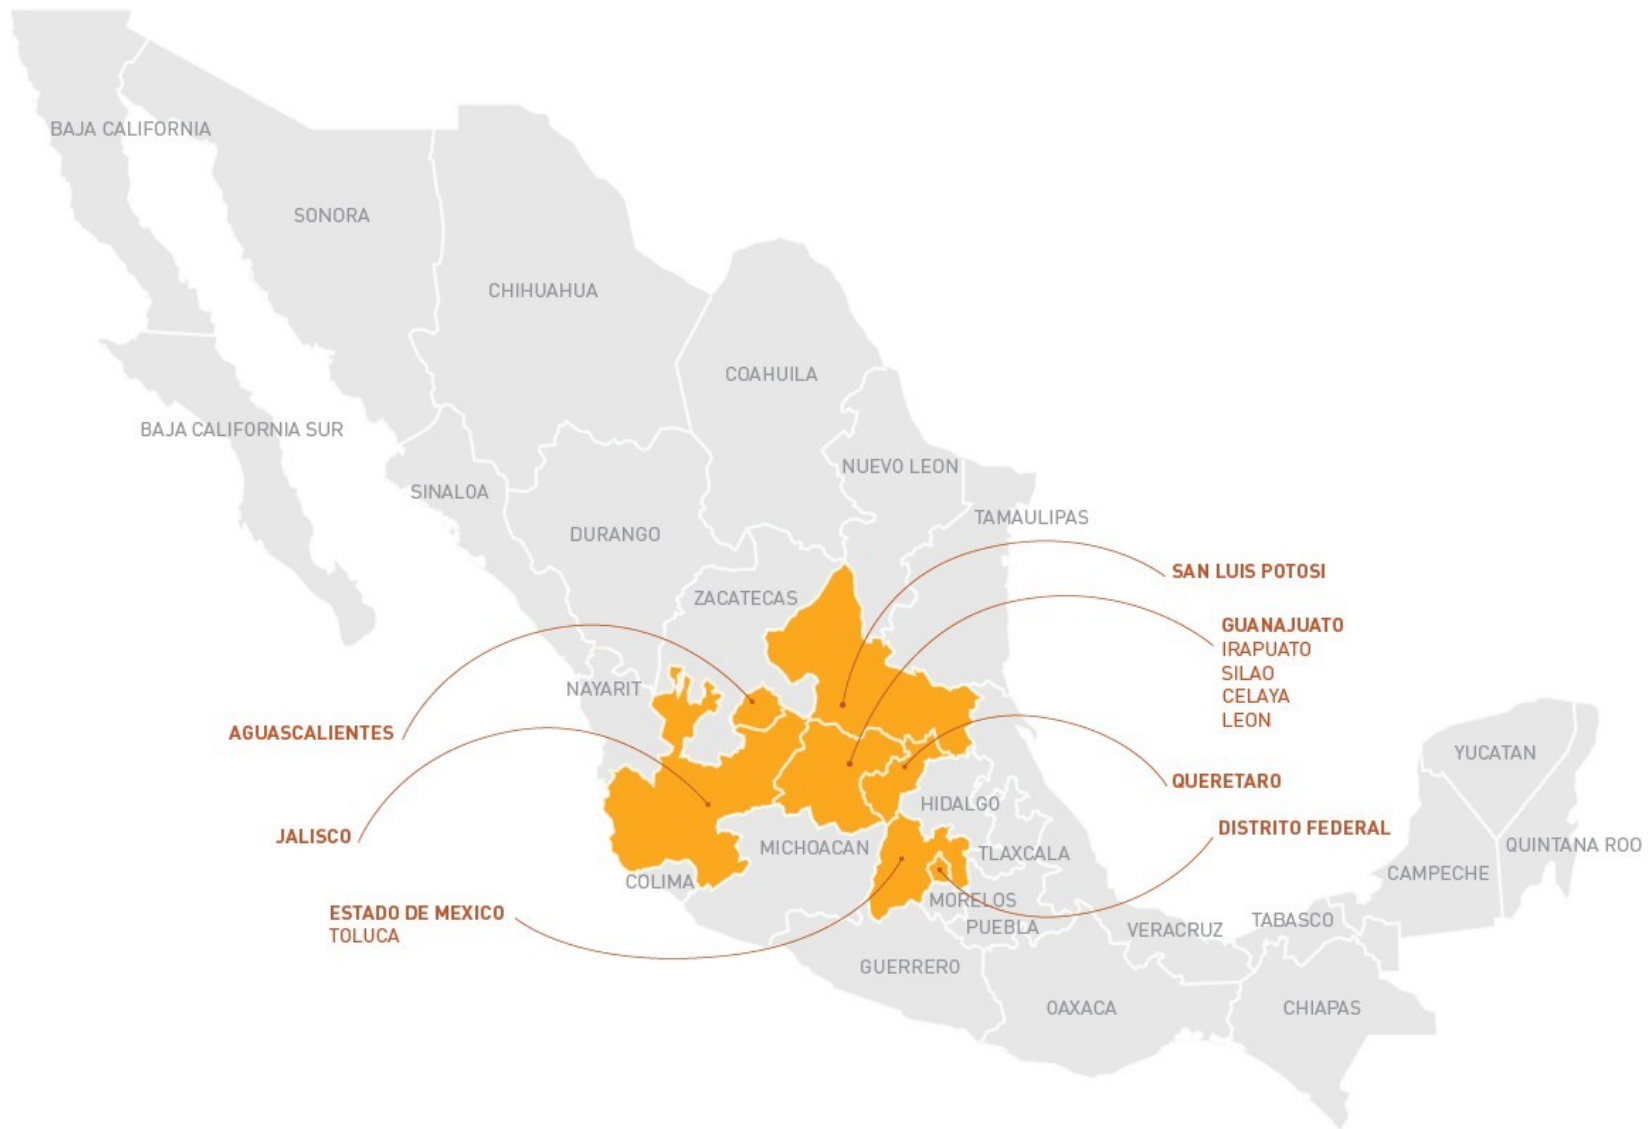 BAJA CALIFORNIA
SONORA
CHIHUAHUA
COAHUILA
BAJA CALIFORNIA SUR
NUEVO LEON
SINALOA
TAMAULIPAS
DURANGO
SAN LUIS POTOSI
ZACATECAS
GUANAJUATO
IRAPUATO
SILAO
CELAYA
LEON
NAYARIT
AGUASCALIENTES
YUCATAN
QUERETARO
HIDALGO
DISTRITO FEDERAL
JALISCO
MICHOACAN
TLAXCALA
QUINTANA ROO
CAMPECHE
COLIMA
MORELOS
ESTADO DE MEXICO
TOLUCA
PUEBLA
VERACRUZ
TABASCO
GUERRERO
OAXACA
CHIAPAS